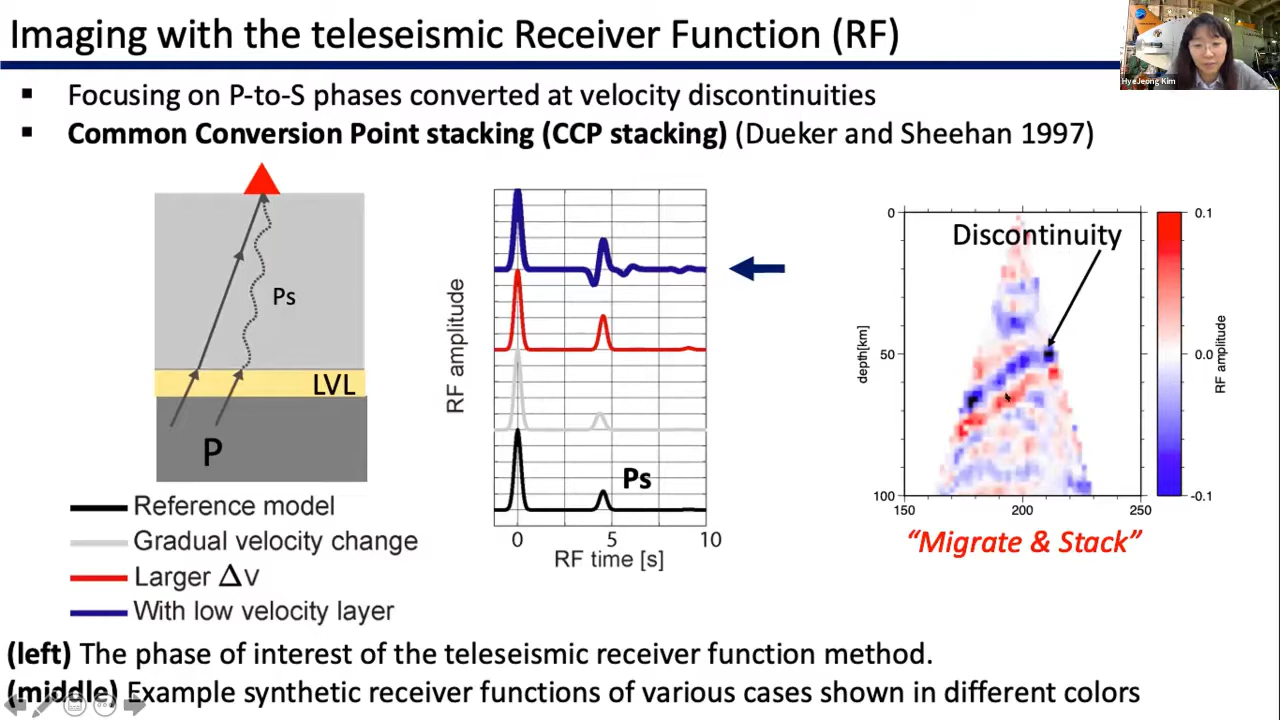 Imaging with the teleseismic Receiver Function (RF)
HyeJeong Kim
▪ Focusing on P-to-S phases converted at velocity discontinuities
▪ Common Conversion Point stacking (CCP stacking) (Dueker and Sheehan 1997)
Ps
LVL
P
Reference model
Gradual velocity change
Larger Δv
With low velocity layer
RF amplitude
Ps
0 5 10
RF time [s]
Discontinuity
depth[km]
0
50
100
150 200 250
0.1
0.0
-0.1
RF amplitude
“Migrate & Stack”
(left) The phase of interest of the teleseismic receiver function method.
(middle) Example synthetic receiver functions of various cases shown in different colors